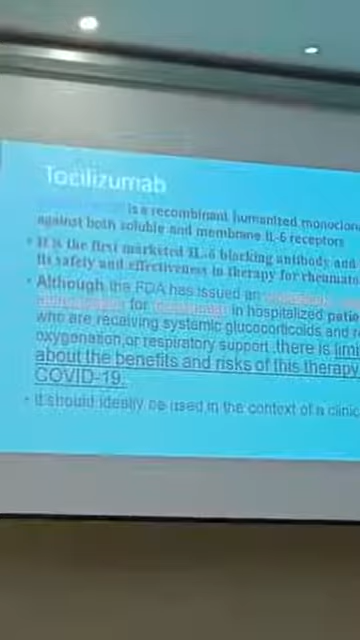 Tocilizumab
is a recombinant humanized monoclona
against both soluble and membrane IL-6 receptors
• It is the first marketed IL-6 blocking antibody and
its safety and effectiveness in therapy for rheumato
• Although the FDA has issued an
for in hospitalized patie
who are receiving systemic glucocorticoids and r
oxygenation,or respiratory support ,there is limi
about the benefits and risks of this therapy
COVID-19.
• it should ideally be used in the context of a clinic